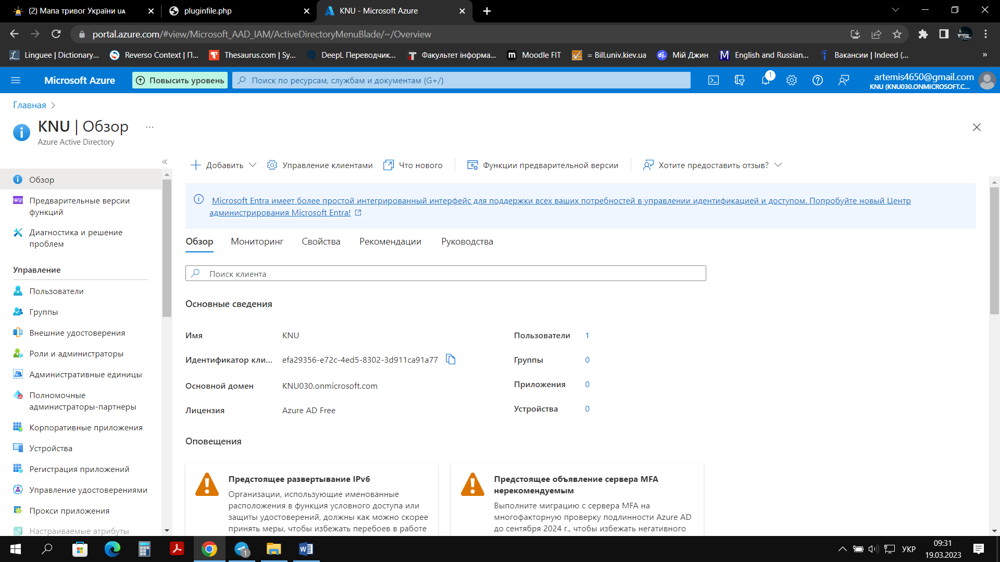 (2) Мапа тривог України UA
pluginfile.php
KNU - Microsoft Azure
portal.azure.com/#view/Microsoft_AAD_IAM/ActiveDirectoryMenuBlade/~/Overview
Linguee | Dictionary...
Reverso Context | П...
Thesaurus.com | Sy...
DeepL Переводчик...
Факультет інформа...
Moodle FIT
= Bill.univ.kiev.ua
Мій Джин
English and Russian...
Вакансии | Indeed (...
»
Microsoft Azure
Повысить уровень
Поиск по ресурсам, службам и документам (G+/)
1
artemis4650@gmail.com
KNU (KNU030.ONMICROSOFT.C...
Главная
KNU | Обзор
...
Azure Active Directory
«
Добавить
Управление клиентами
Что нового
Функции предварительной версии
Хотите предоставить отзыв?
Обзор
Предварительные версии
функций
Диагностика и решение
проблем
Управление
Пользователи
Группы
Внешние удостоверения
Роли и администраторы
Административные единицы
Полномочные
администраторы-партнеры
Корпоративные приложения
Устройства
Регистрация приложений
Управление удостоверениями
Прокси приложения
Настраиваемые атрибуты
Microsoft Entra имеет более простой интегрированный интерфейс для поддержки всех ваших потребностей в управлении идентификацией и доступом. Попробуйте новый Центр
администрирования Microsoft Entra!
Обзор
Мониторинг
Свойства
Рекомендации
Руководства
Поиск клиента
Основные сведения
Имя
KNU
Пользователи
1
Идентификатор кли...
efa29356-e72c-4ed5-8302-3d911ca91a77
Группы
0
Основной домен
KNU030.onmicrosoft.com
Приложения
0
Лицензия
Azure AD Free
Устройства
0
Оповещения
Предстоящее развертывание IPv6
Организации, использующие именованные
расположения в функция условного доступа или
защиты удостоверений, должны как можно скорее
принять меры, чтобы избежать перебоев в работе
Предстоящее объявление сервера MFA
нерекомендуемым
Выполните миграцию с сервера MFA на
многофакторную проверку подлинности Azure AD
до сентября 2024 г., чтобы избежать негативного
1
УКР
09:31
19.03.2023